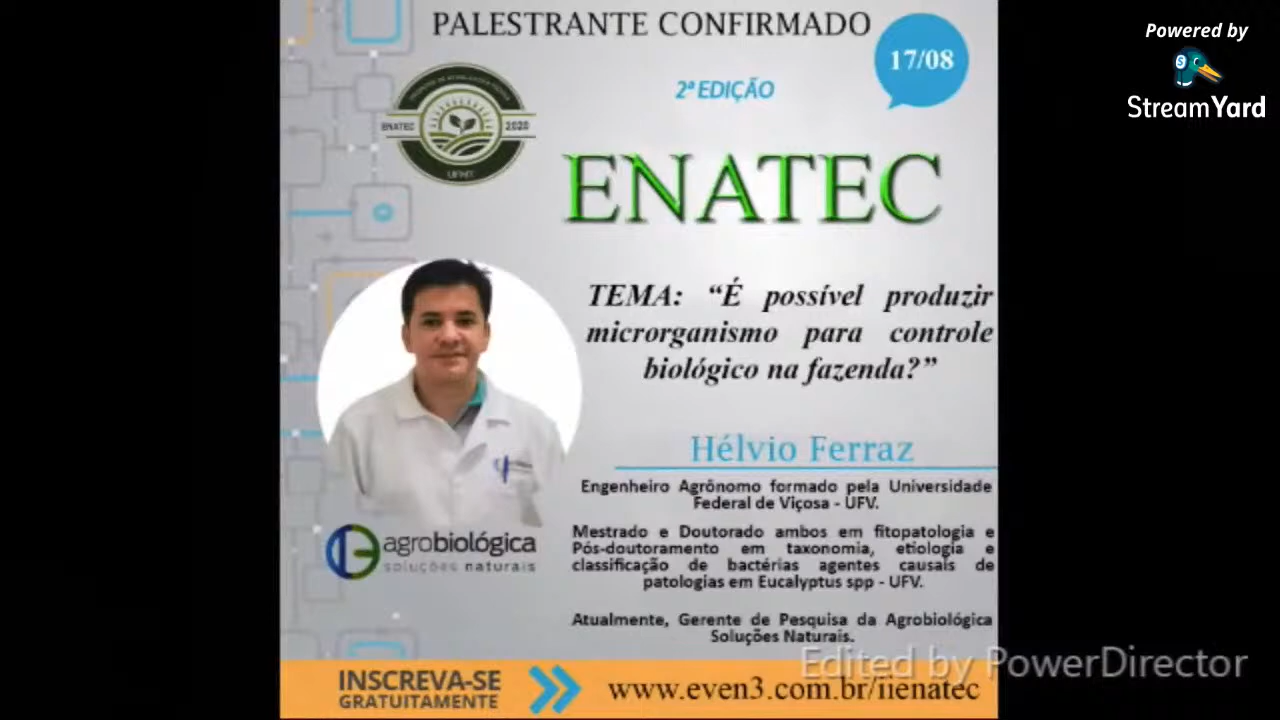 PALESTRANTE CONFIRMADO
17/08
Powered by
StreamYard
2ª EDIÇÃO
ENATEC
2020
UFMT
ENATEC
TEMA: “É possível produzir
microrganismo para controle
biológico na fazenda?”
Hélvio Ferraz
Engenheiro Agrônomo formado pela Universidade
Federal de Viçosa - UFV.
Mestrado e Doutorado ambos em fitopatologia e
Pós-doutoramento em taxonomia, etiologia e
classificação de bactérias agentes causais de
patologias em Eucalyptus spp - UFV.
Atualmente, Gerente de Pesquisa da Agrobiológica
Soluções Naturais.
agrobiológica
soluções naturais
Edited by PowerDirector
INSCREVA-SE
GRATUITAMENTE
www.even3.com.br/iienatec